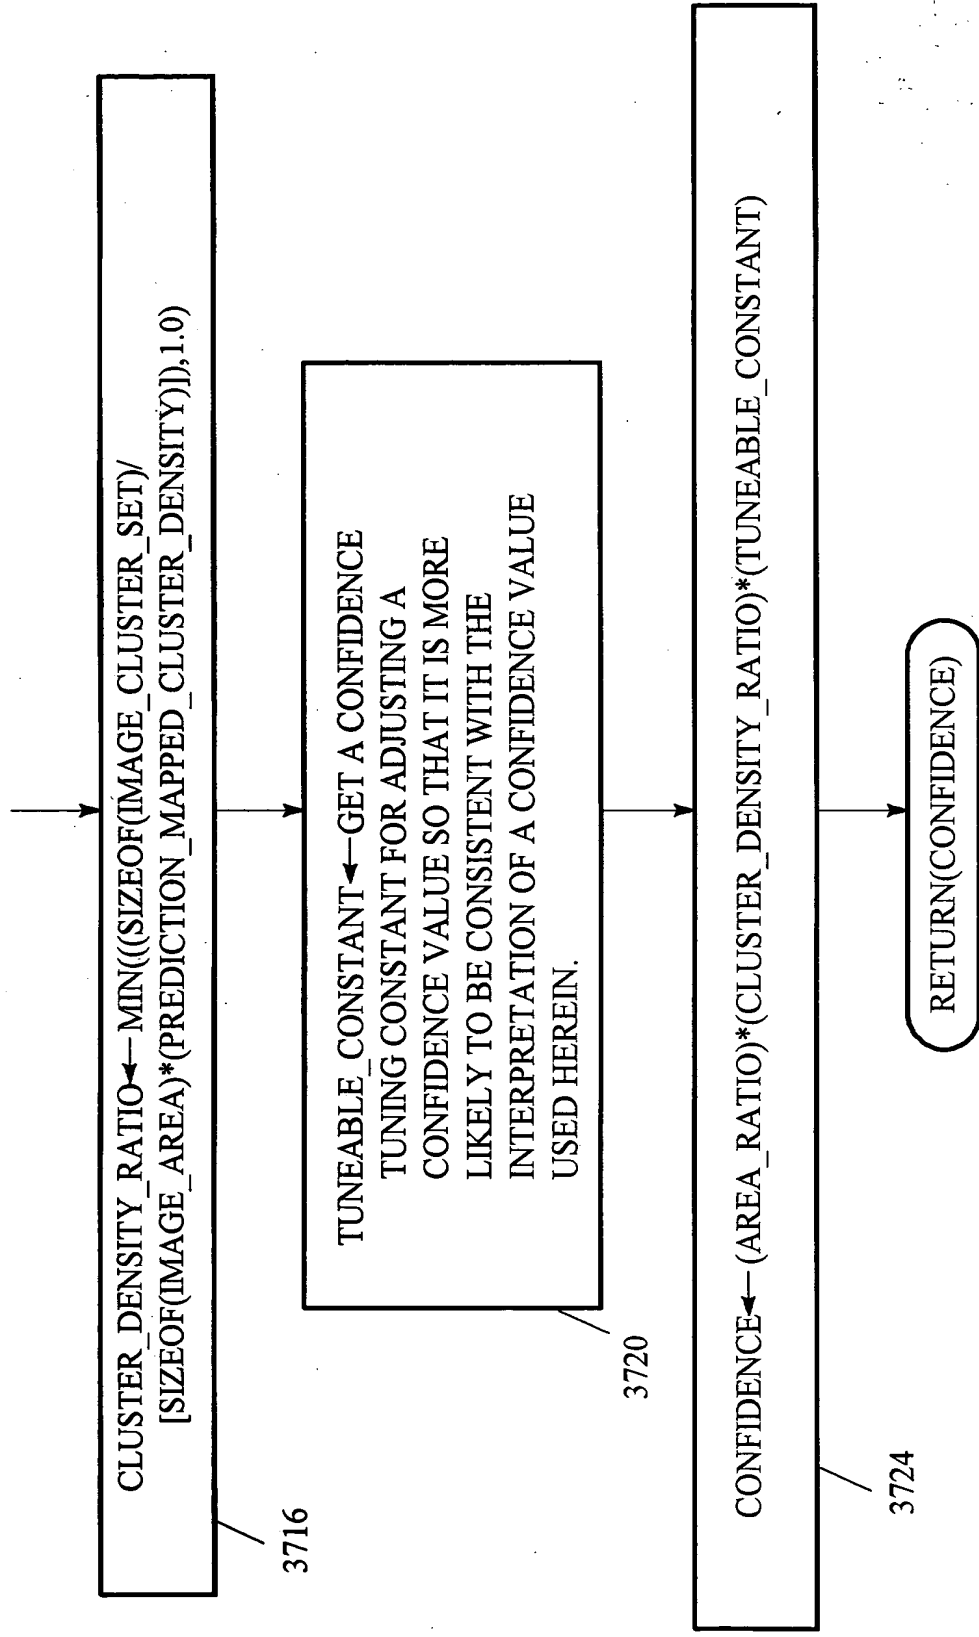 CLUSTER_DENSITY_RATIO←MIN(((SIZEOF(IMAGE_CLUSTER_SET)/
[SIZEOF(IMAGE_AREA)*(PREDICTION_MAPPED_CLUSTER_DENSITY)]),1.0)
3716
TUNEABLE_CONSTANT←GET A CONFIDENCE
TUNING CONSTANT FOR ADJUSTING A
CONFIDENCE VALUE SO THAT IT IS MORE
LIKELY TO BE CONSISTENT WITH THE
INTERPRETATION OF A CONFIDENCE VALUE
USED HEREIN.
3720
CONFIDENCE←(AREA_RATIO)*(CLUSTER_DENSITY_RATIO)*(TUNEABLE_CONSTANT)
3724
RETURN(CONFIDENCE)